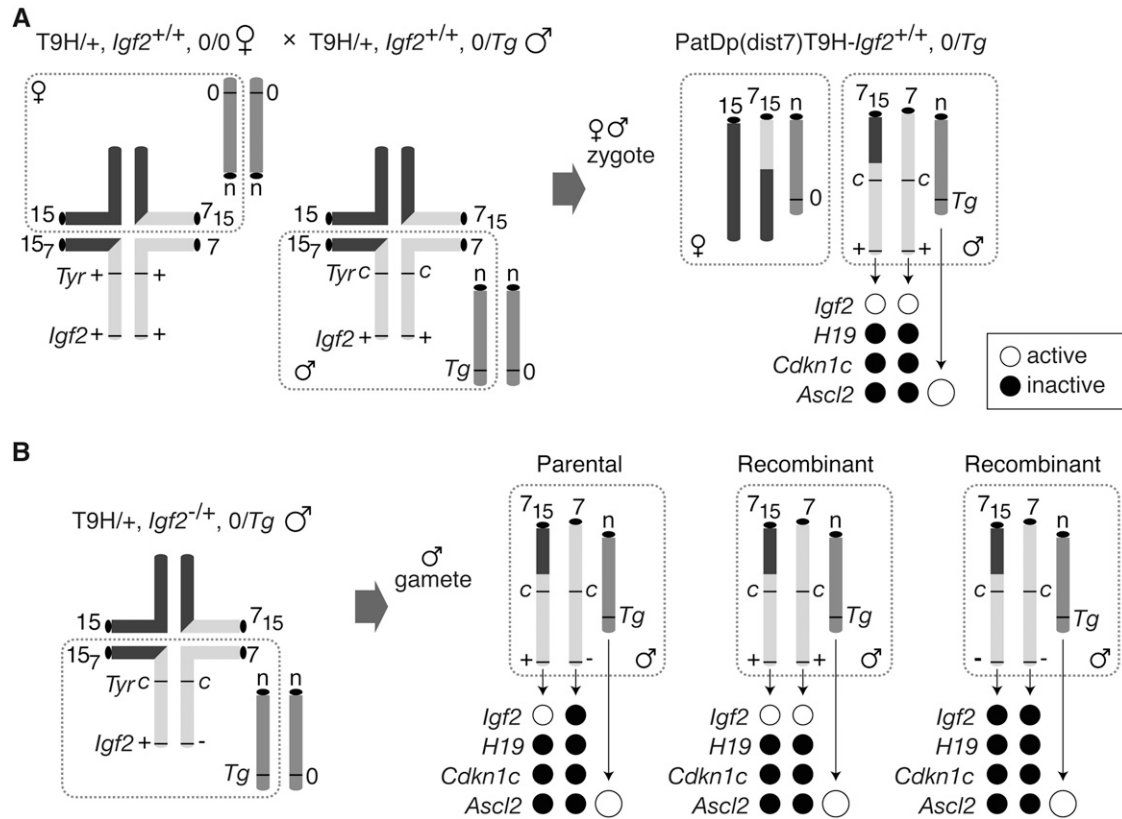 A
T9H/+, Igf2+/+, 0/0 ♀ × T9H/+, Igf2+/+, 0/Tg ♂
PatDp(dist7)T9H-Igf2+/+, 0/Tg
♀
0 0
n n
15 715
157 7
Tyr + +
Igf2 + +
15 715
157 7
Tyr c c
Igf2 + +
n n
Tg 0
♂
♀♂
zygote
15 715 n
0
♀
715 7 n
c c
Tg
+ + ♂
Igf2
H19
Cdkn1c
Ascl2
active
inactive
B
T9H/+, Igf2-/+, 0/Tg ♂
15 715
157 7
Tyr c c
Igf2 + -
n n
Tg 0
♂
gamete
Parental
715 7 n
c c
Tg
+ - ♂
Igf2
H19
Cdkn1c
Ascl2
Recombinant
715 7 n
c c
Tg
+ + ♂
Igf2
H19
Cdkn1c
Ascl2
Recombinant
715 7 n
c c
Tg
- - ♂
Igf2
H19
Cdkn1c
Ascl2